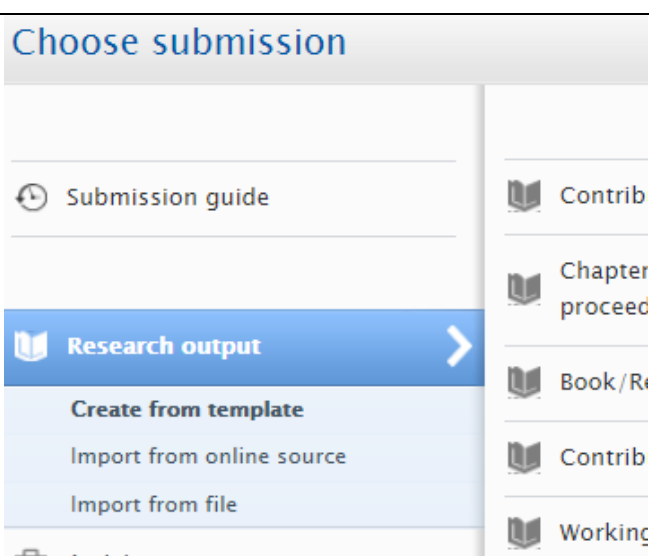 Choose submission
Submission guide
Research output
Create from template
Import from online source
Import from file
Contrib
Chapter
proceed
Book/Re
Contrib
Working